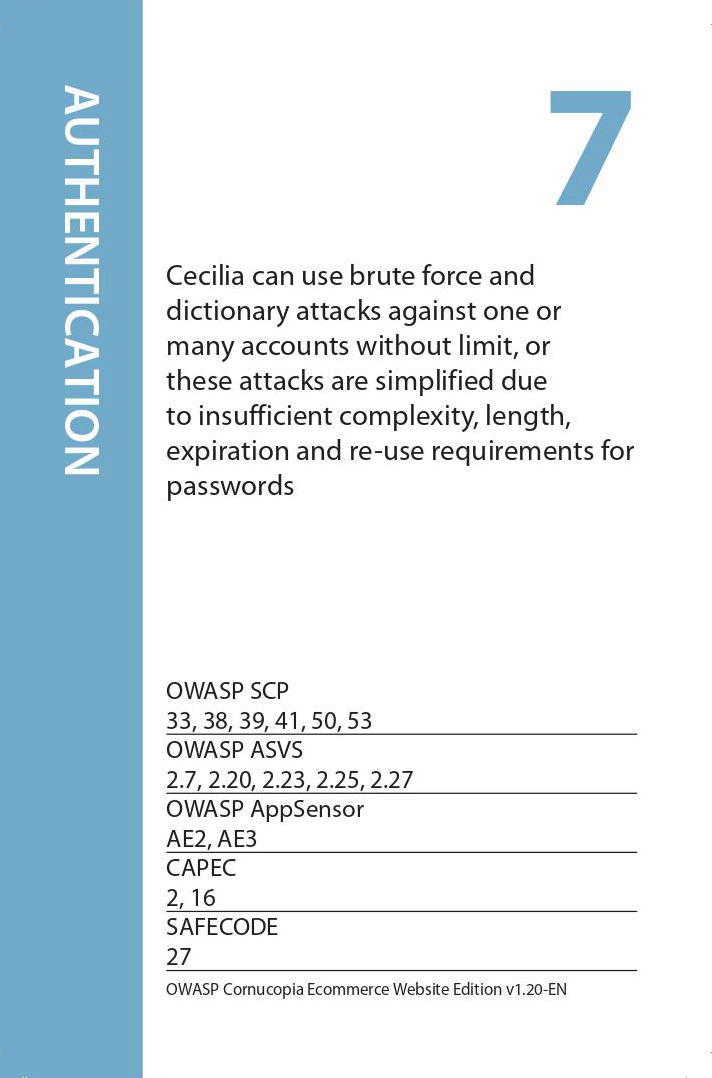 AUTHENTICATION
7
Cecilia can use brute force and
dictionary attacks against one or
many accounts without limit, or
these attacks are simplified due
to insufficient complexity, length,
expiration and re-use requirements for
passwords
OWASP SCP
33, 38, 39, 41, 50, 53
OWASP ASVS
2.7, 2.20, 2.23, 2.25, 2.27
OWASP AppSensor
AE2, AE3
CAPEC
2, 16
SAFECODE
27
OWASP Cornucopia Ecommerce Website Edition v1.20-EN